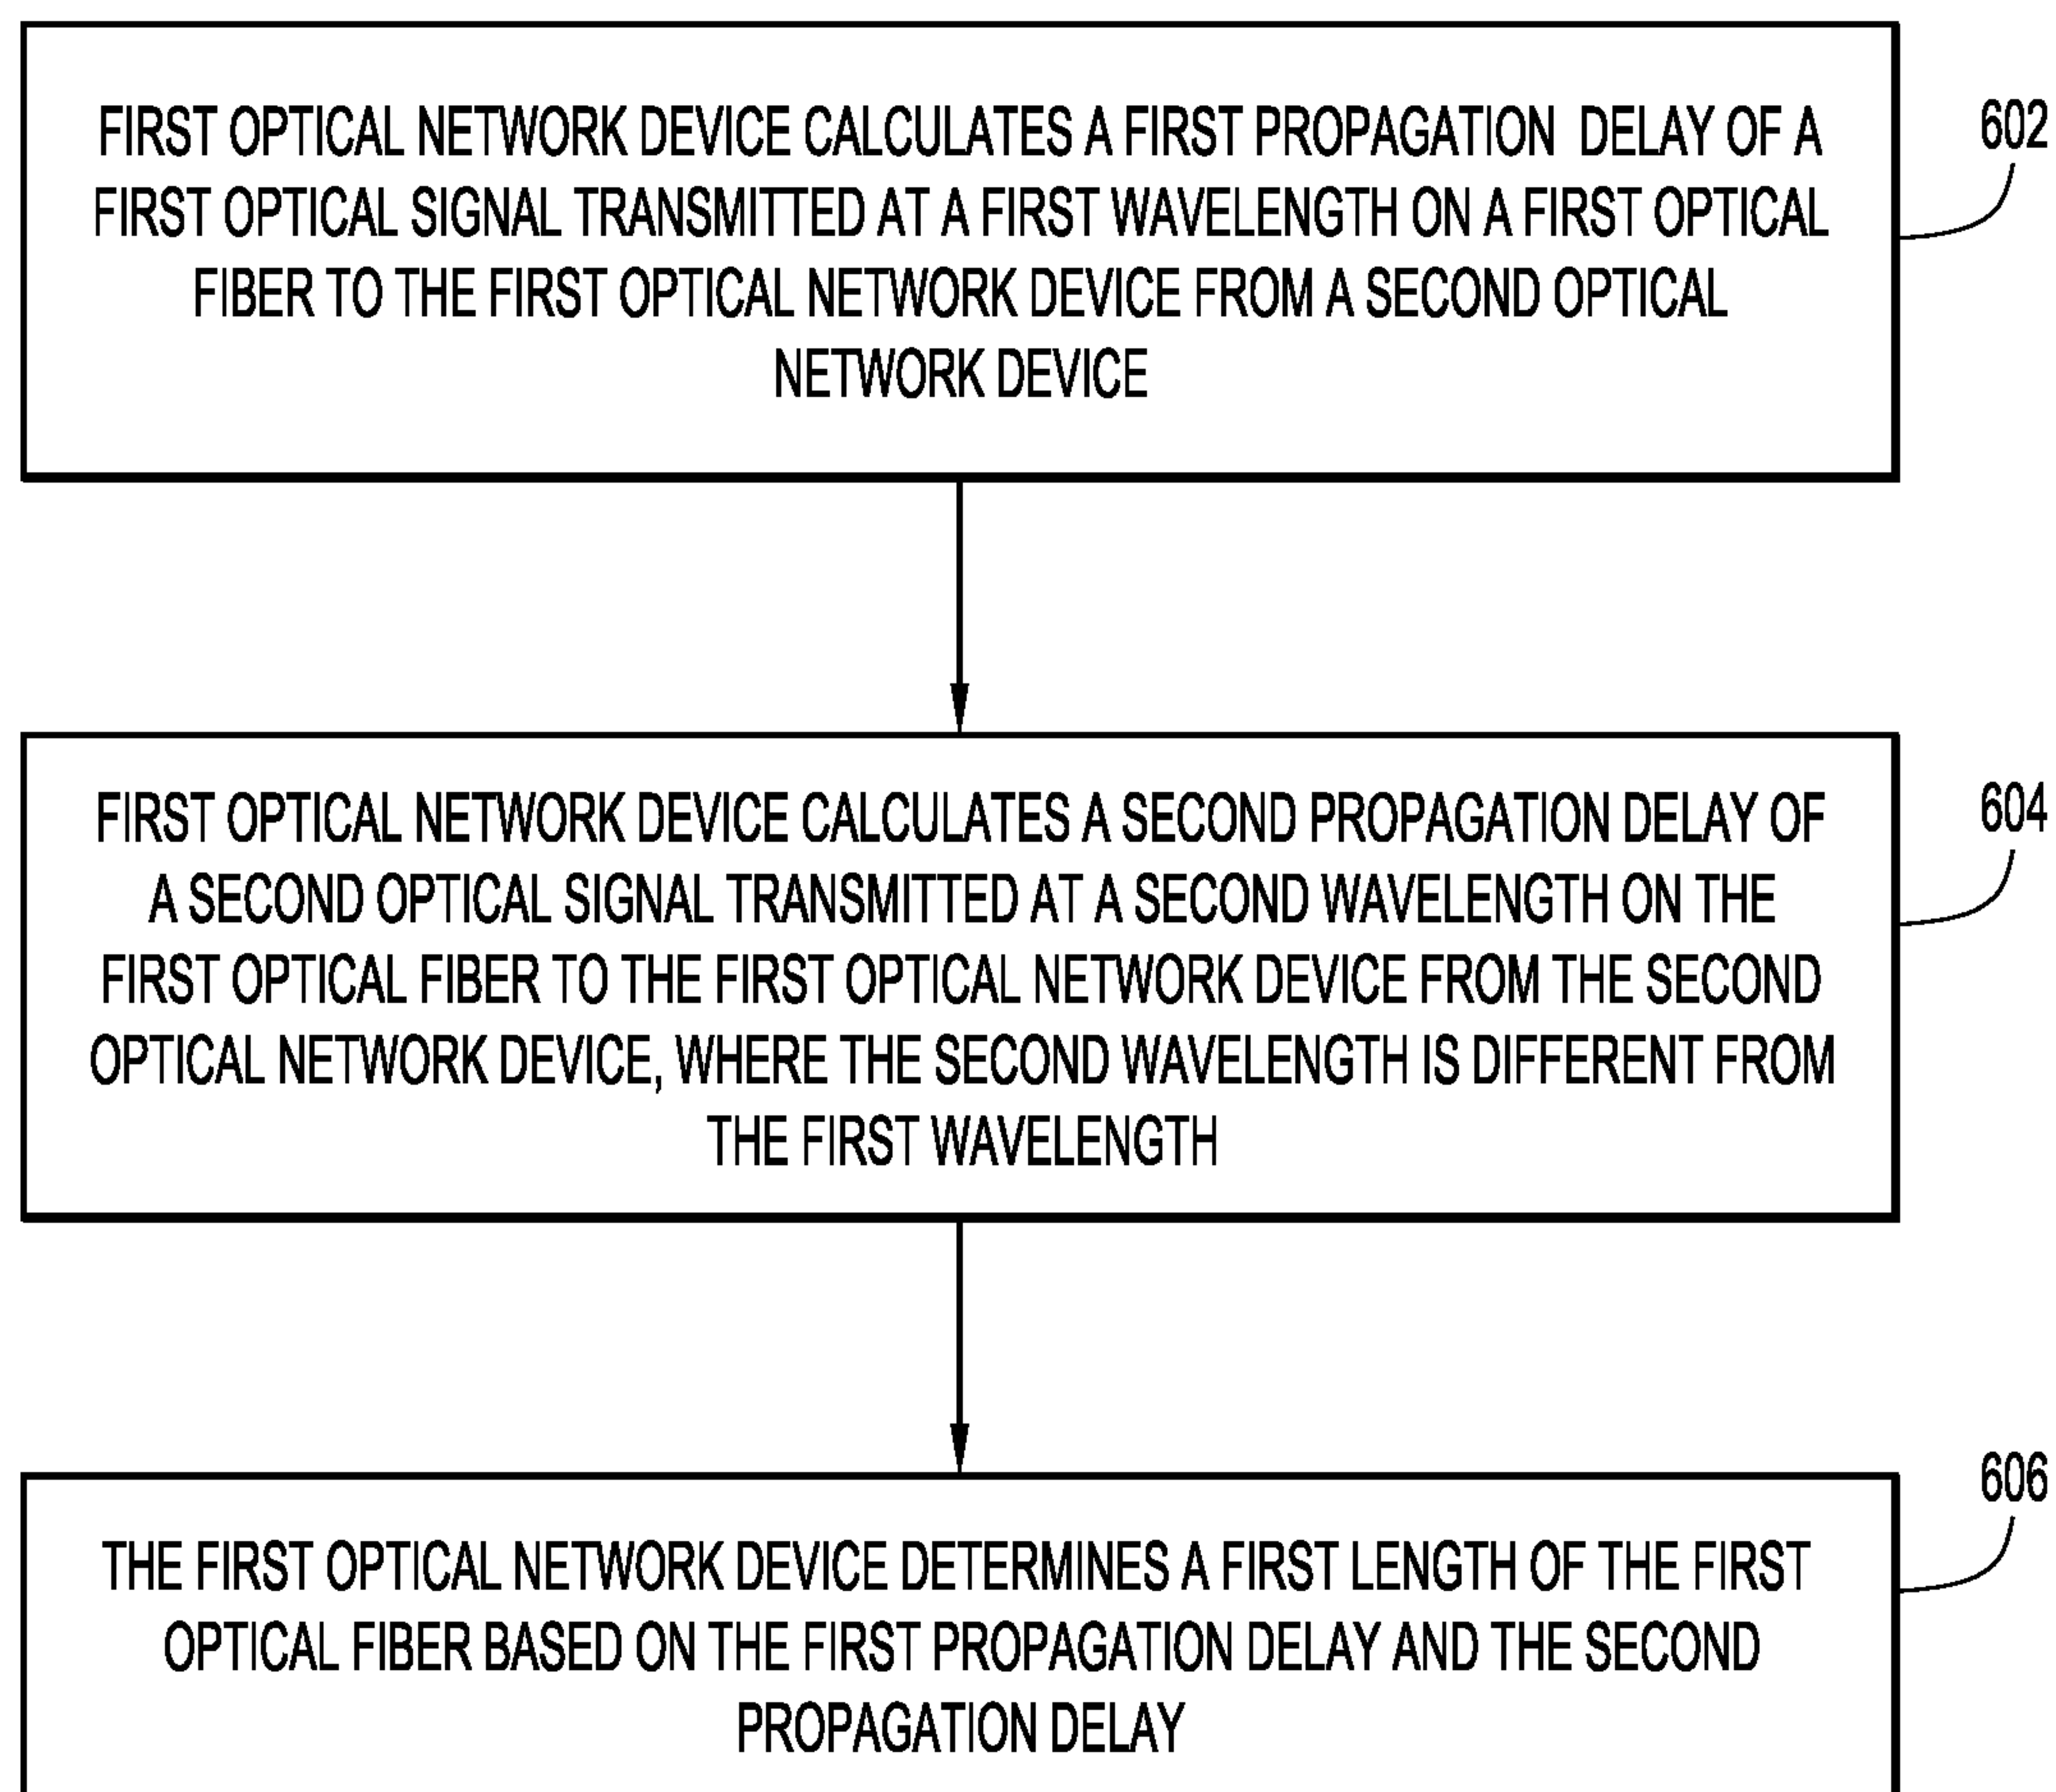 FIRST OPTICAL NETWORK DEVICE CALCULATES A FIRST PROPAGATION DELAY OF A
602
FIRST OPTICAL SIGNAL TRANSMITTED AT A FIRST WAVELENGTH ON A FIRST OPTICAL
FIBER TO THE FIRST OPTICAL NETWORK DEVICE FROM A SECOND OPTICAL
NETWORK DEVICE
FIRST OPTICAL NETWORK DEVICE CALCULATES A SECOND PROPAGATION DELAY OF
604
A SECOND OPTICAL SIGNAL TRANSMITTED AT A SECOND WAVELENGTH ON THE
FIRST OPTICAL FIBER TO THE FIRST OPTICAL NETWORK DEVICE FROM THE SECOND
OPTICAL NETWORK DEVICE, WHERE THE SECOND WAVELENGTH IS DIFFERENT FROM
THE FIRST WAVELENGTH
606
THE FIRST OPTICAL NETWORK DEVICE DETERMINES A FIRST LENGTH OF THE FIRST
OPTICAL FIBER BASED ON THE FIRST PROPAGATION DELAY AND THE SECOND
PROPAGATION DELAY